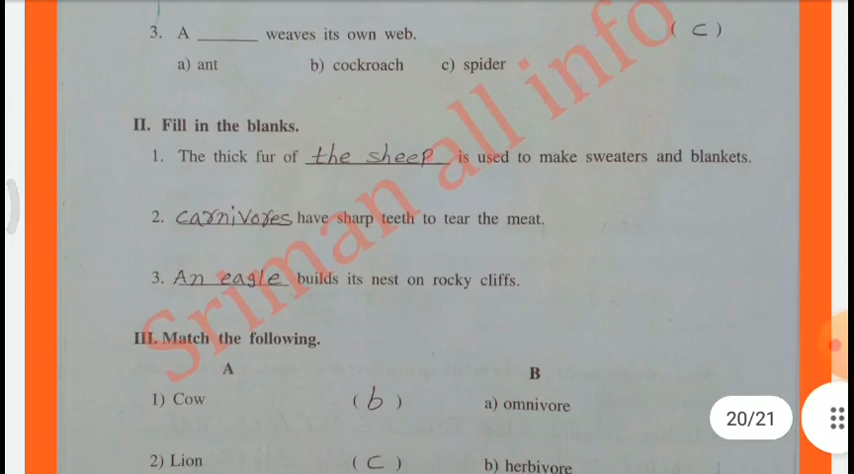 3. A ______ weaves its own web. ( c )
a) ant b) cockroach c) spider
II. Fill in the blanks.
1. The thick fur of the sheep is used to make sweaters and blankets.
2. carnivores have sharp teeth to tear the meat.
3. An eagle builds its nest on rocky cliffs.
III. Match the following.
A B
1) Cow ( b ) a) omnivore
2) Lion ( C ) b) herbivore
Sriman all info
20/21